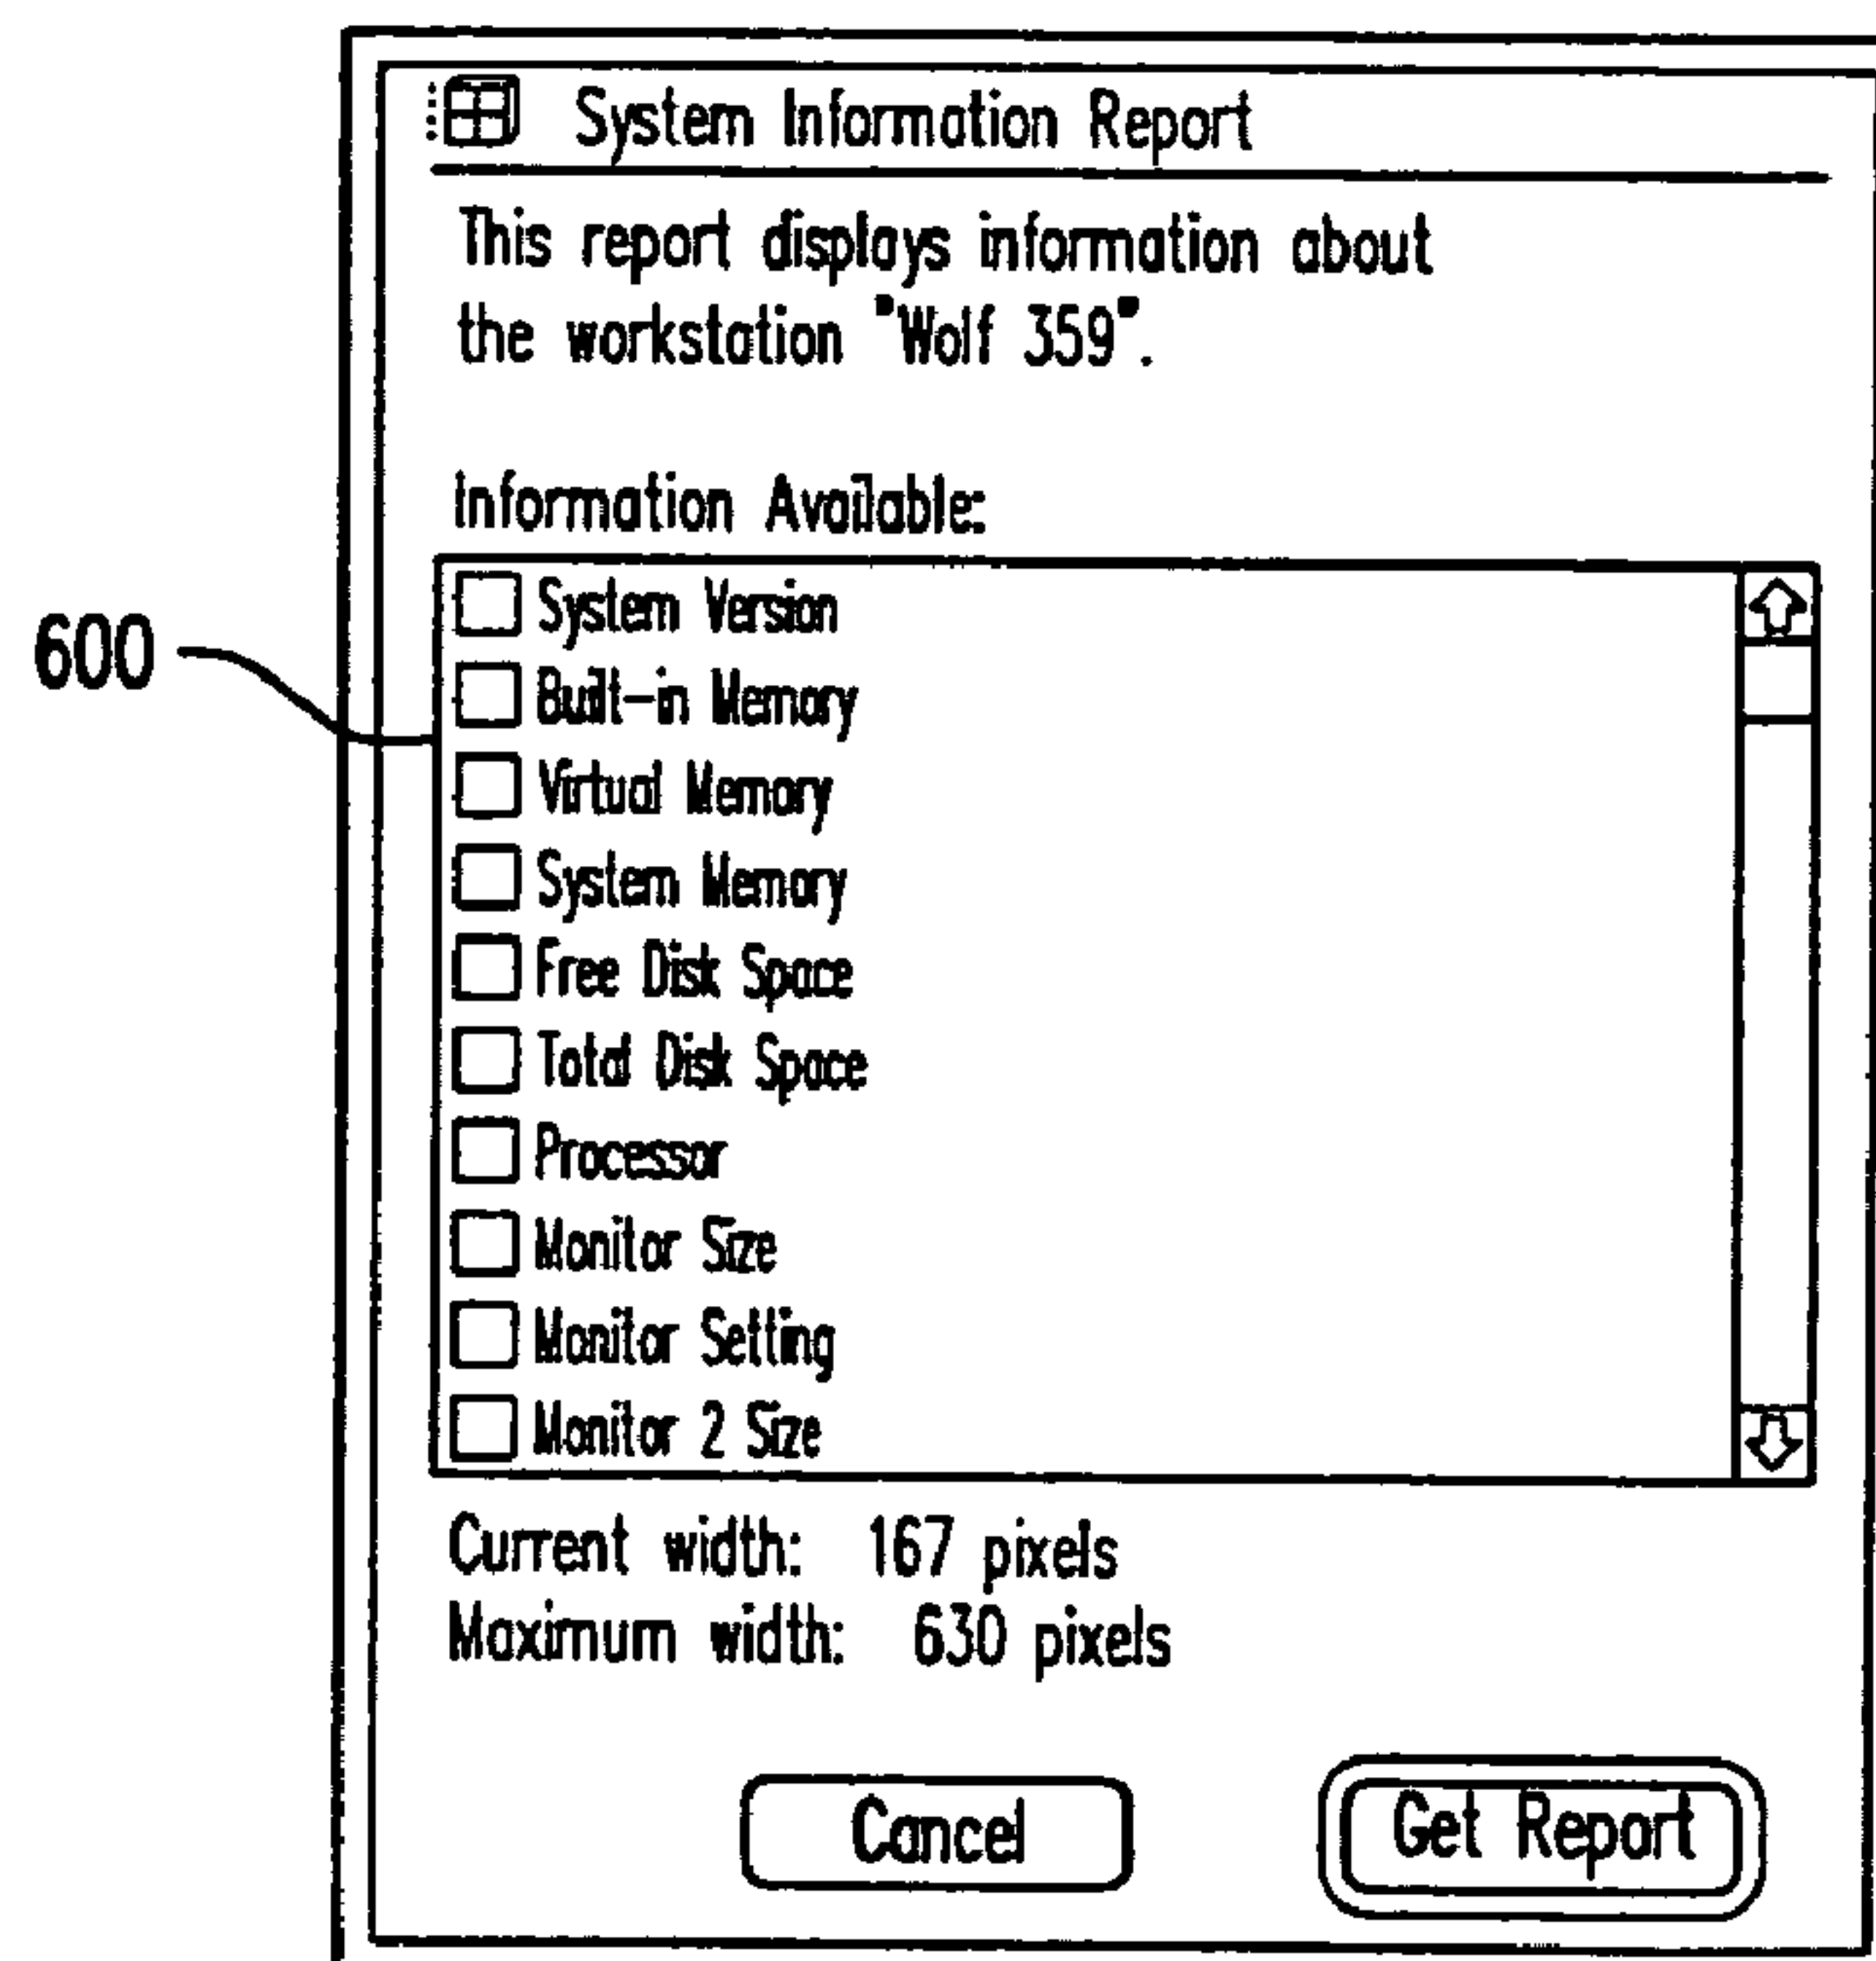 System Information Report
This report displays information about
the workstation "Wolf 359".
Information Available:
600
System Version
Built-in Memory
Virtual Memory
System Memory
Free Disk Space
Total Disk Space
Processor
Monitor Size
Monitor Setting
Monitor 2 Size
Current width: 167 pixels
Maximum width: 630 pixels
Cancel
Get Report